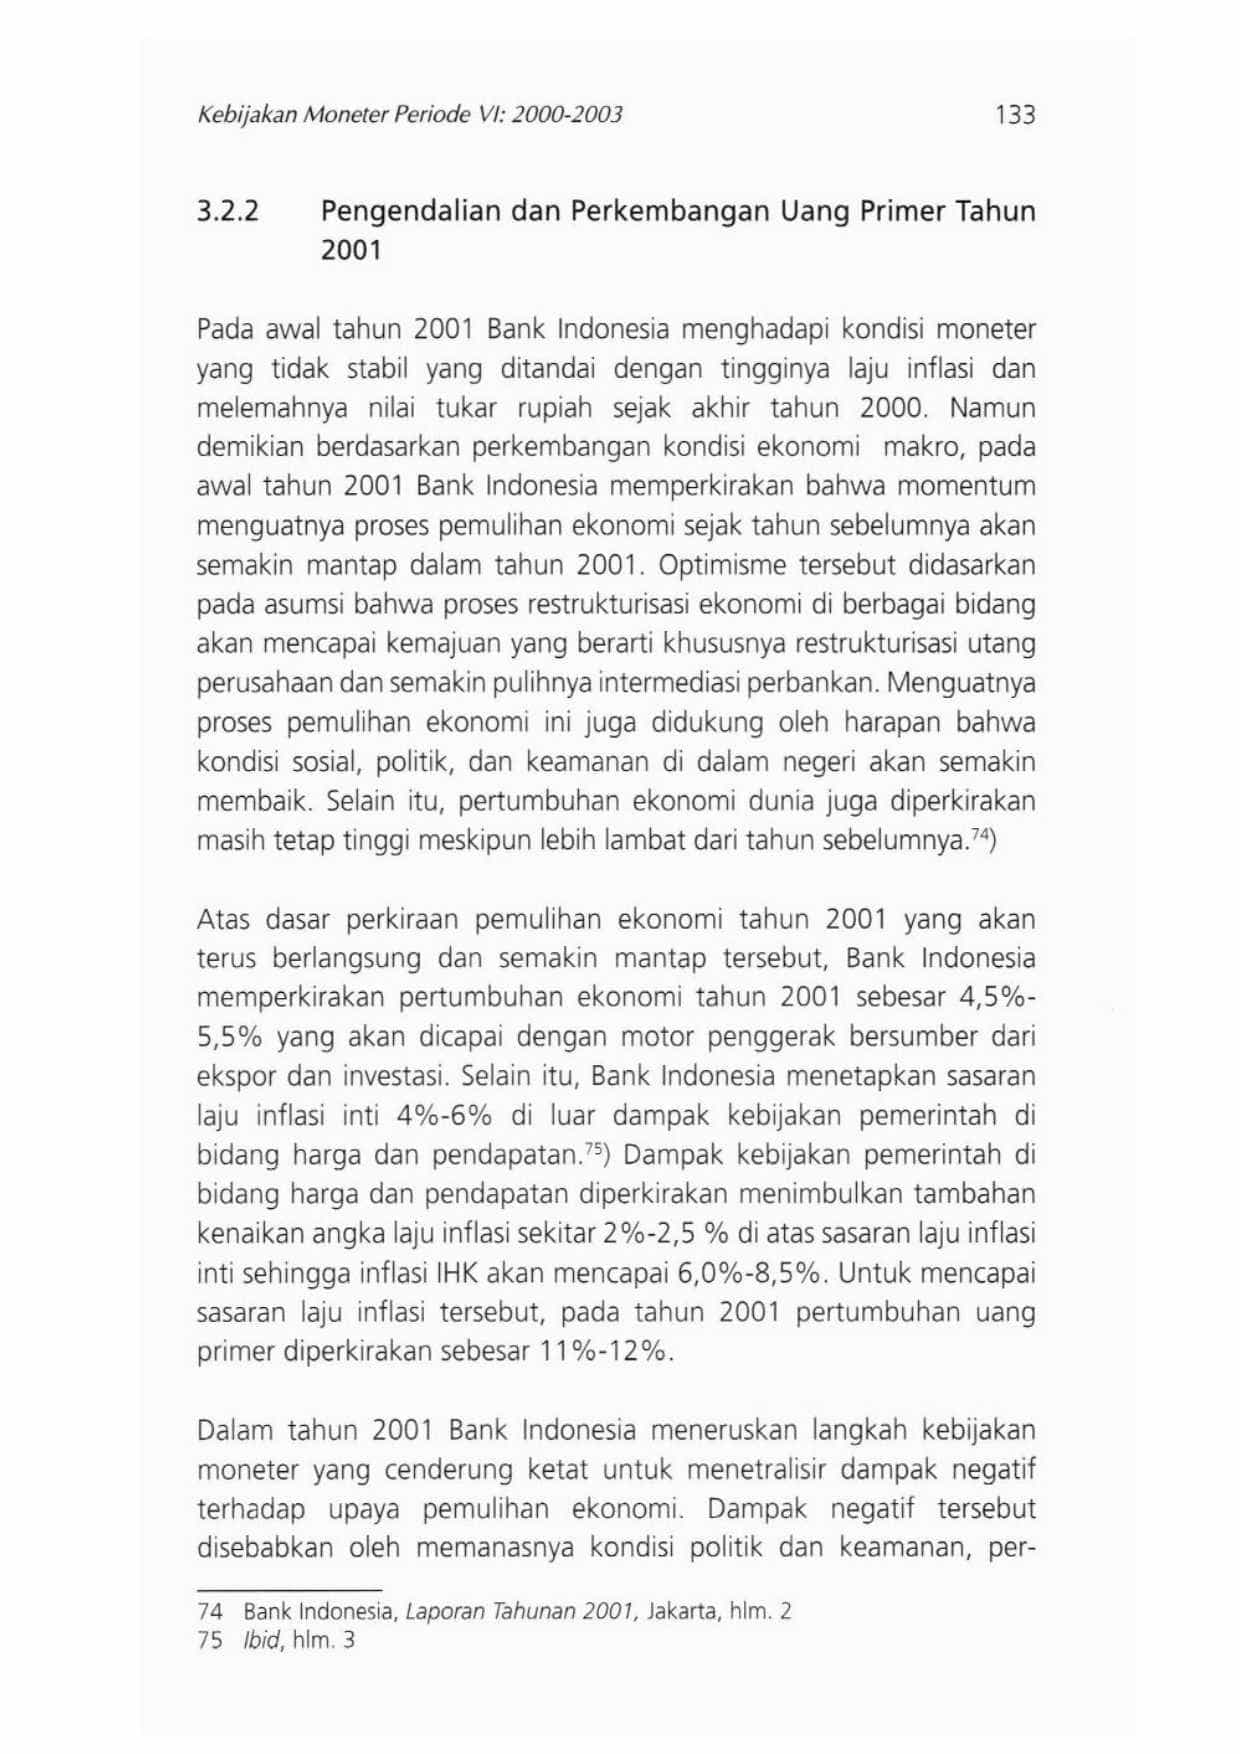 Kebijakan Moneter Periode VI: 2000-2003 133
3.2.2 Pengendalian dan Perkembangan Uang Primer Tahun
2001
Pada awal tahun 2001 Bank Indonesia menghadapi kondisi moneter
yang tidak stabil yang ditandai dengan tingginya laju inflasi dan
melemahnya nilai tukar rupiah sejak akhir tahun 2000. Namun
demikian berdasarkan perkembangan kondisi ekonomi makro, pada
awal tahun 2001 Bank Indonesia memperkirakan bahwa momentum
menguatnya proses pemulihan ekonomi sejak tahun sebelumnya akan
semakin mantap dalam tahun 2001. Optimisme tersebut didasarkan
pada asumsi bahwa proses restrukturisasi ekonomi di berbagai bidang
akan mencapai kemajuan yang berarti khususnya restrukturisasi utang
perusahaan dan semakin pulihnya intermediasi perbankan. Menguatnya
proses pemulihan ekonomi ini juga didukung oleh harapan bahwa
kondisi sosial, politik, dan keamanan di dalam negeri akan semakin
membaik. Selain itu, pertumbuhan ekonomi dunia juga diperkirakan
masih tetap tinggi meskipun lebih lambat dari tahun sebelumnya.⁷⁴)
Atas dasar perkiraan pemulihan ekonomi tahun 2001 yang akan
terus berlangsung dan semakin mantap tersebut, Bank Indonesia
memperkirakan pertumbuhan ekonomi tahun 2001 sebesar 4,5%-
5,5% yang akan dicapai dengan motor penggerak bersumber dari
ekspor dan investasi. Selain itu, Bank Indonesia menetapkan sasaran
laju inflasi inti 4%-6% di luar dampak kebijakan pemerintah di
bidang harga dan pendapatan.⁷⁵) Dampak kebijakan pemerintah di
bidang harga dan pendapatan diperkirakan menimbulkan tambahan
kenaikan angka laju inflasi sekitar 2%-2,5 % di atas sasaran laju inflasi
inti sehingga inflasi IHK akan mencapai 6,0%-8,5%. Untuk mencapai
sasaran laju inflasi tersebut, pada tahun 2001 pertumbuhan uang
primer diperkirakan sebesar 11%-12%.
Dalam tahun 2001 Bank Indonesia meneruskan langkah kebijakan
moneter yang cenderung ketat untuk menetralisir dampak negatif
terhadap upaya pemulihan ekonomi. Dampak negatif tersebut
disebabkan oleh memanasnya kondisi politik dan keamanan, per-
74 Bank Indonesia, Laporan Tahunan 2001, Jakarta, hlm. 2
75 Ibid, hlm. 3